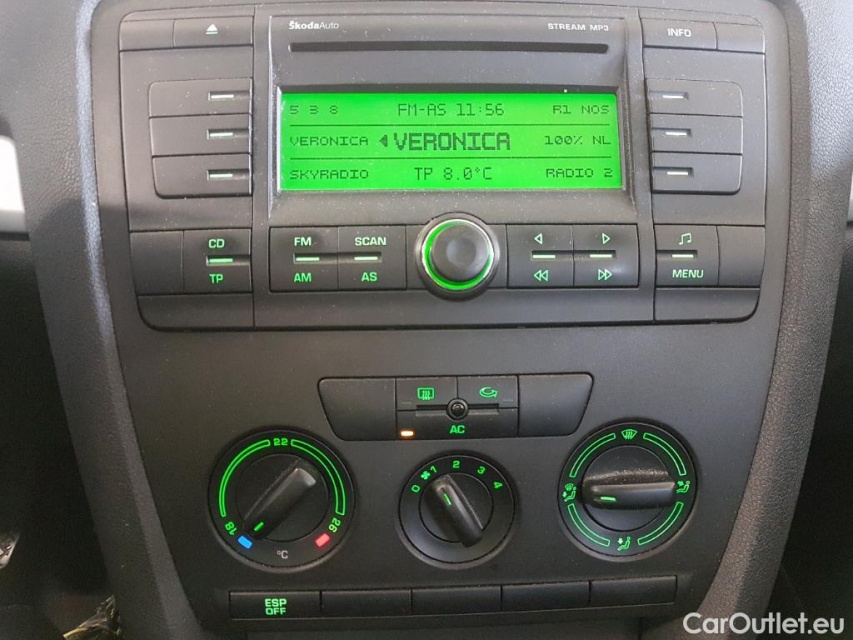 ŠkodaAuto STREAM MP3 INFO
5 3 8 FM-AS 11:56 R1 NOS
VERONICA VERONICA 100% NL
SKYRADIO TP 8.0°C RADIO 2
CD FM SCAN
TP AM AS MENU
AC
22
18 26
°C
0 1 2 3 4
ESP
OFF
CarOutlet.eu